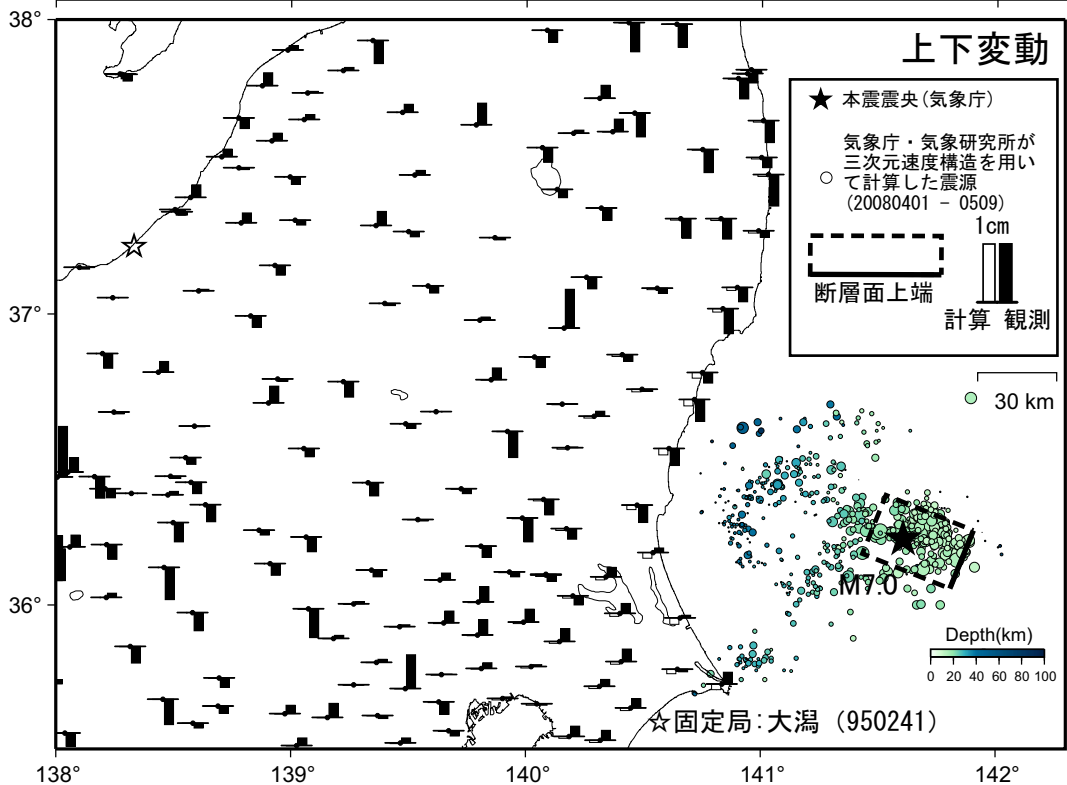 38°
37°
36°
138°
139°
140°
141°
142°
上下変動
★ 本震震央(気象庁)
○ 気象庁・気象研究所が
三次元速度構造を用い
て計算した震源
(20080401 - 0509)
1cm
断層面上端
計算 観測
30 km
M7.0
Depth(km)
0 20 40 60 80 100
☆固定局:大潟 (950241)